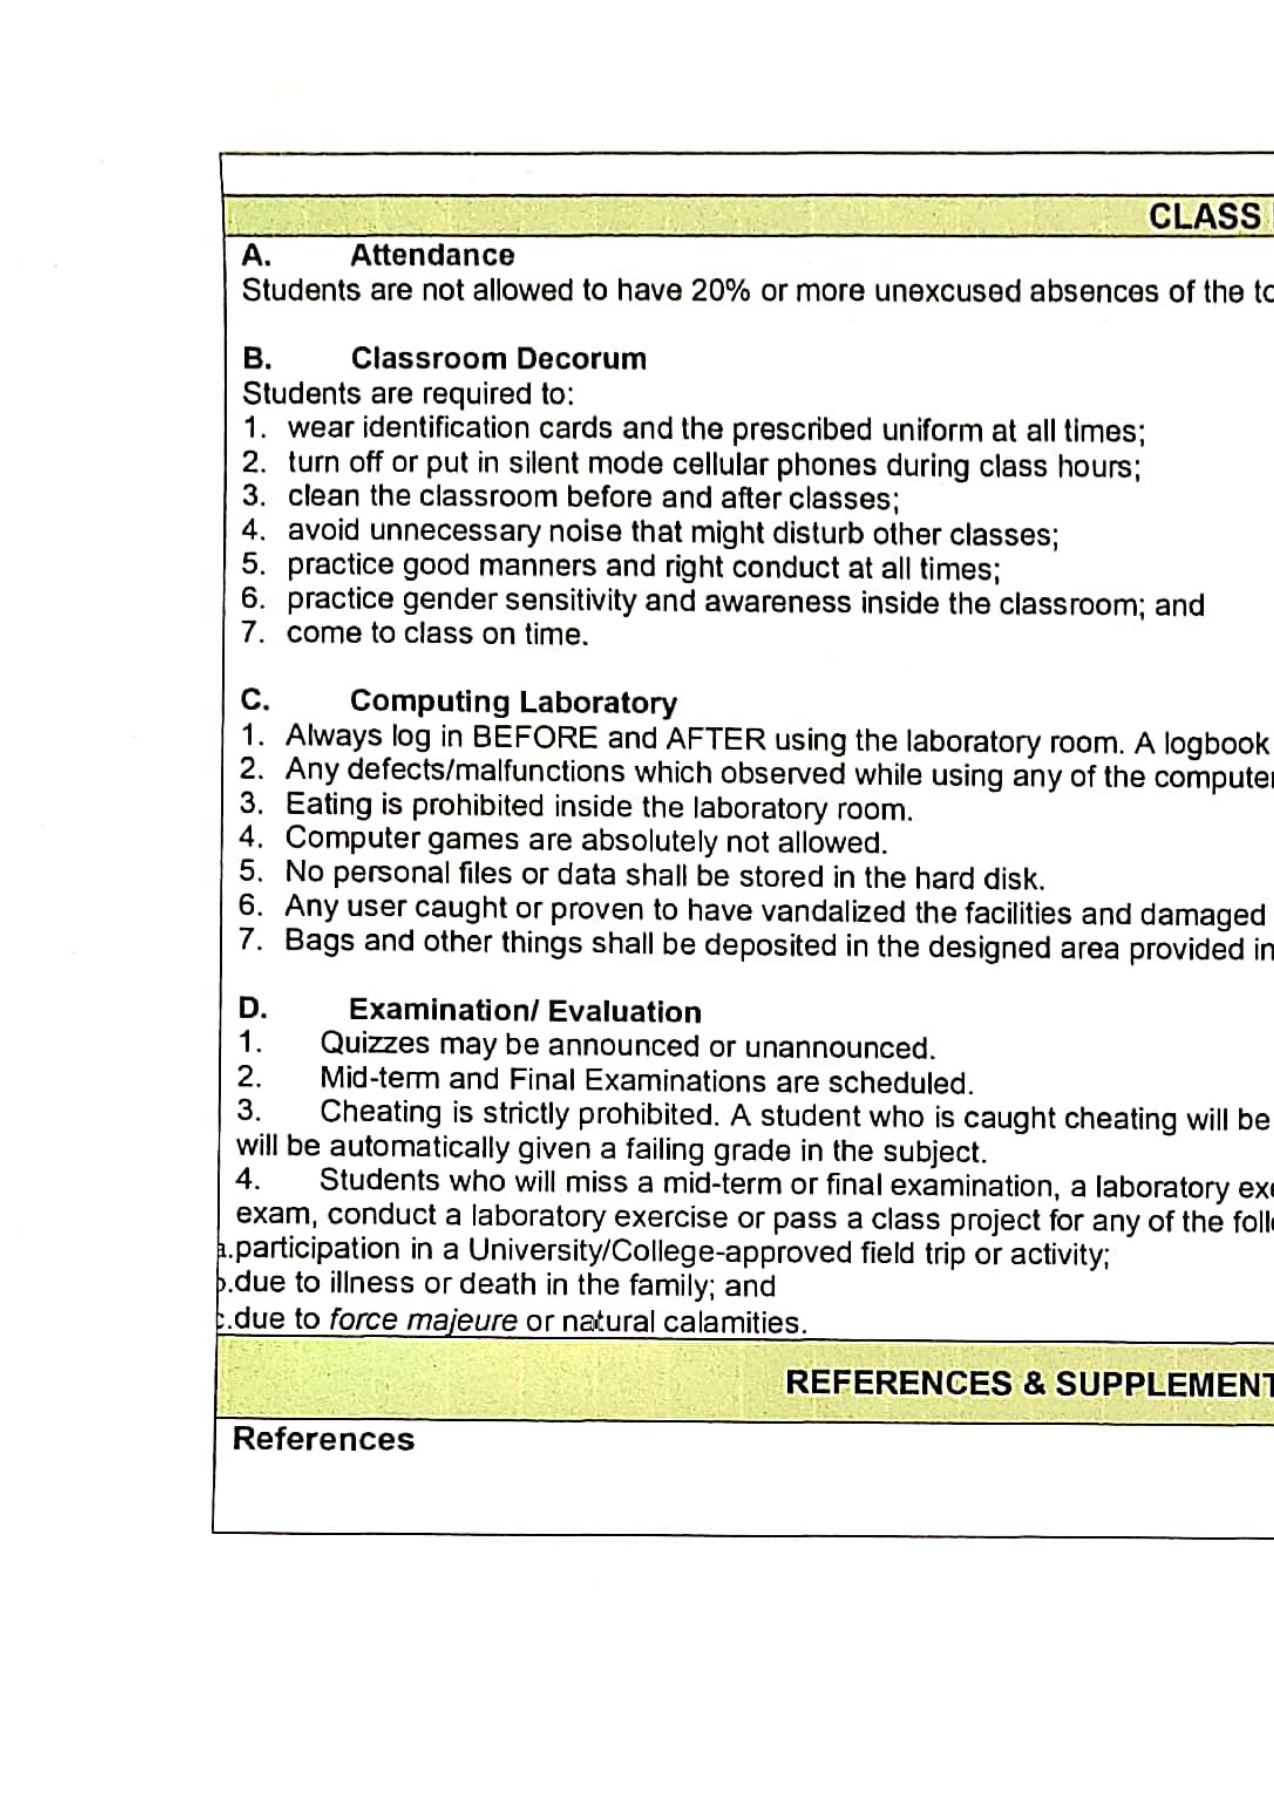 CLASS
A. Attendance
Students are not allowed to have 20% or more unexcused absences of the
B. Classroom Decorum
Students are required to:
1. wear identification cards and the prescribed uniform at all times;
2. turn off or put in silent mode cellular phones during class hours;
3. clean the classroom before and after classes;
4. avoid unnecessary noise that might disturb other classes;
5. practice good manners and right conduct at all times;
6. practice gender sensitivity and awareness inside the classroom; and
7. come to class on time.
C. Computing Laboratory
1. Always log in BEFORE and AFTER using the laboratory room. A logbook
2. Any defects/malfunctions which observed while using any of the computer
3. Eating is prohibited inside the laboratory room.
4. Computer games are absolutely not allowed.
5. No personal files or data shall be stored in the hard disk.
6. Any user caught or proven to have vandalized the facilities and damaged
7. Bags and other things shall be deposited in the designed area provided in
D. Examination/ Evaluation
1. Quizzes may be announced or unannounced.
2. Mid-term and Final Examinations are scheduled.
3. Cheating is strictly prohibited. A student who is caught cheating will be
will be automatically given a failing grade in the subject.
4. Students who will miss a mid-term or final examination, a laboratory
exam, conduct a laboratory exercise or pass a class project for any of the
a.participation in a University/College-approved field trip or activity;
b.due to illness or death in the family; and
c.due to force majeure or natural calamities.
REFERENCES & SUPPLEMENT
References